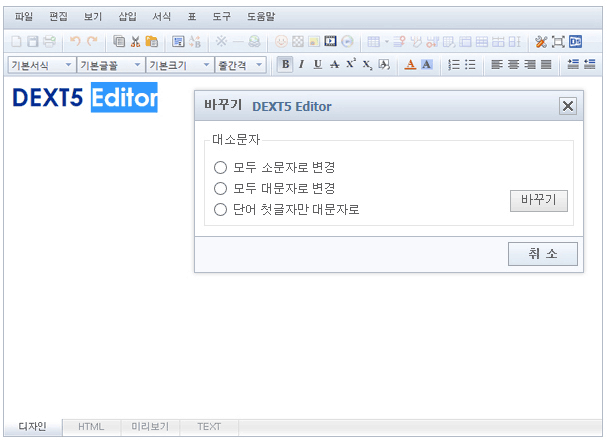 파일 편집 보기 삽입 서식 표 도구 도움말
기본서식 기본글꼴 기본크기 줄간격 B I U A X² X₂ A A
DEXT5 Editor
바꾸기 DEXT5 Editor
대소문자
모두 소문자로 변경
모두 대문자로 변경
단어 첫글자만 대문자로
바꾸기
취 소
디자인 HTML 미리보기 TEXT